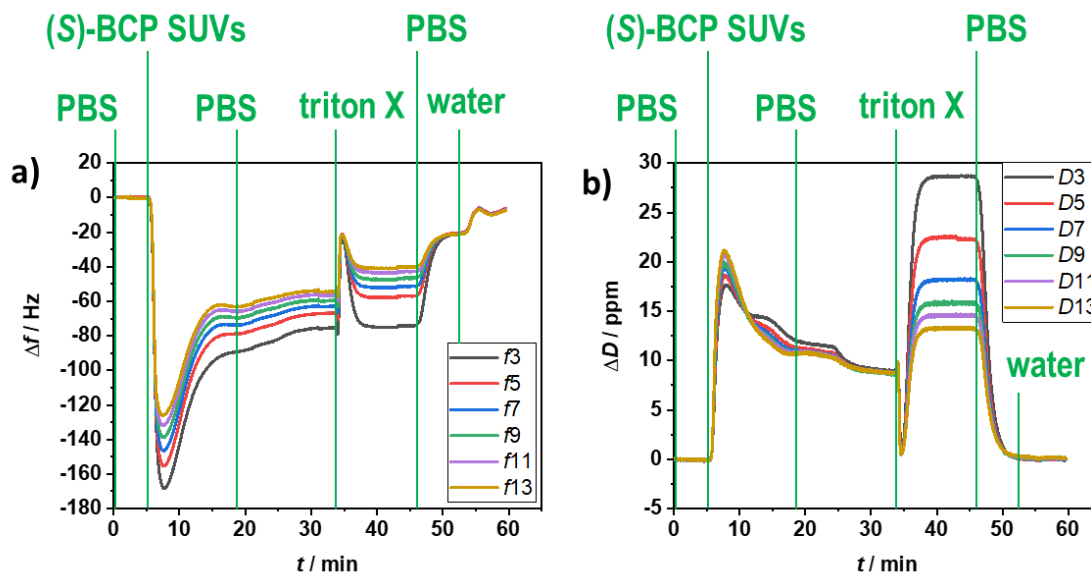 (S)-BCP SUVs PBS
PBS PBS triton X water
a)
Δf / Hz
20
0
-20
-40
-60
-80
-100
-120
-140
-160
-180
0 10 20 30 40 50 60
t / min
f3
f5
f7
f9
f11
f13
(S)-BCP SUVs PBS
PBS PBS triton X
b)
ΔD / ppm
30
25
20
15
10
5
0
-5
0 10 20 30 40 50 60
t / min
D3
D5
D7
D9
D11
D13
water